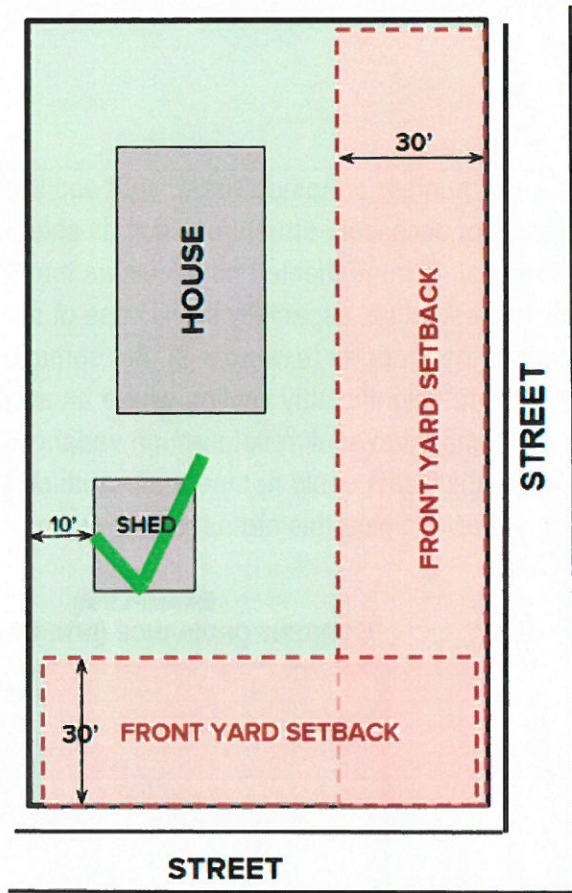 30'
HOUSE
FRONT YARD SETBACK
STREET
10'
SHED
30'
FRONT YARD SETBACK
STREET